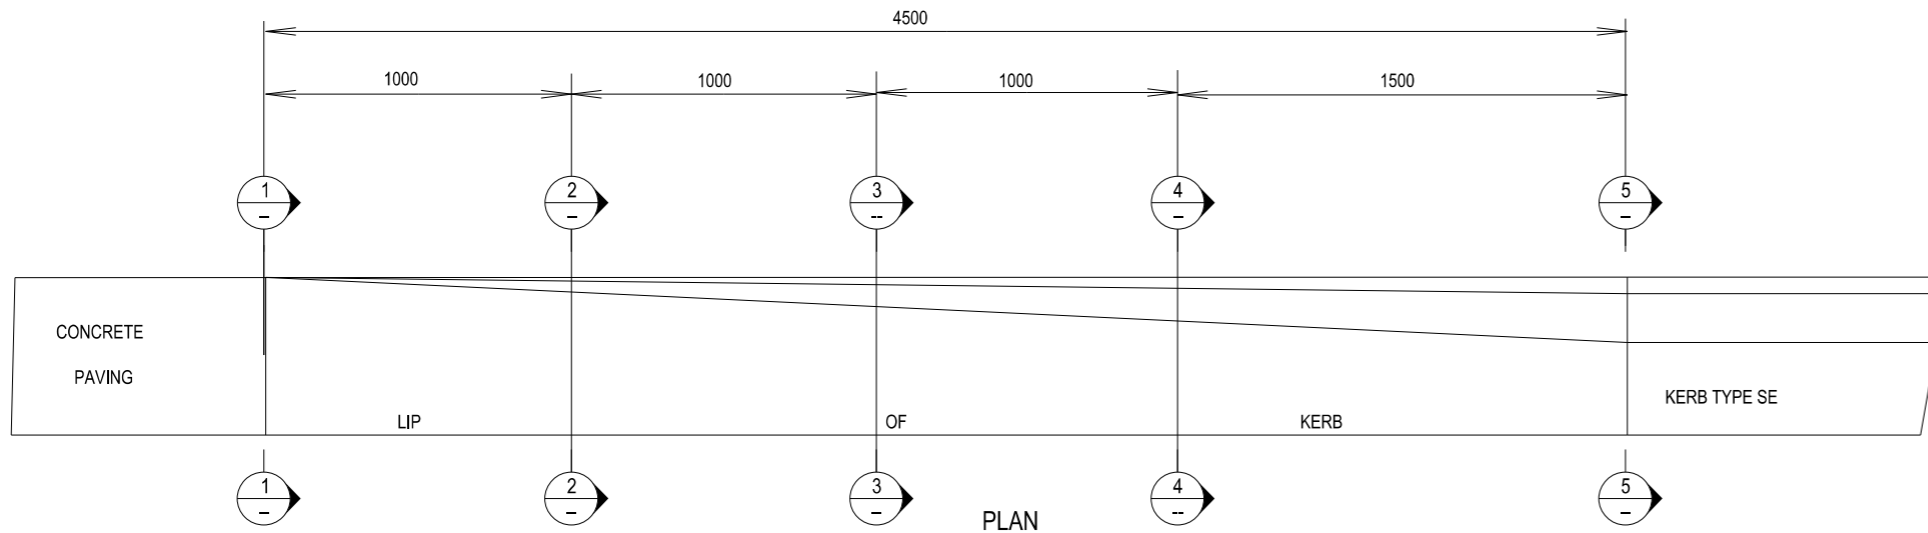 4500
1000 1000 1000 1500
1 2 3 4 5
– – -- – –
CONCRETE
PAVING
KERB TYPE SE
LIP OF KERB
1 2 3 4 5
– – – -- –
PLAN